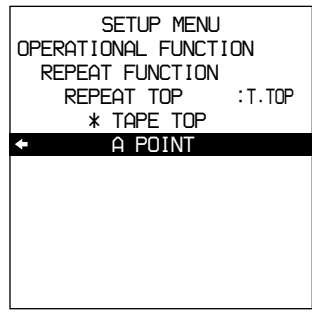 SETUP MENU
OPERATIONAL FUNCTION
REPEAT FUNCTION
REPEAT TOP :T.TOP
* TAPE TOP
← A POINT